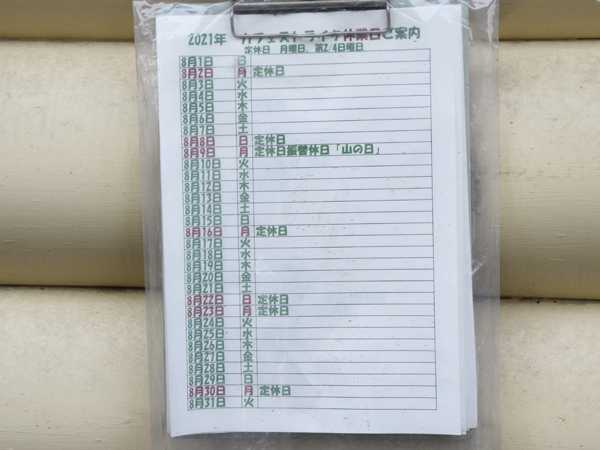 2021年 カフェストライク休業日ご案内
定休日 月曜日、第2,4日曜日
8月1日 日
8月2日 月 定休日
8月3日 火
8月4日 水
8月5日 木
8月6日 金
8月7日 土
8月8日 日 定休日
8月9日 月 定休日振替休日「山の日」
8月10日 火
8月11日 水
8月12日 木
8月13日 金
8月14日 土
8月15日 日
8月16日 月 定休日
8月17日 火
8月18日 水
8月19日 木
8月20日 金
8月21日 土
8月22日 日 定休日
8月23日 月 定休日
8月24日 火
8月25日 水
8月26日 木
8月27日 金
8月28日 土
8月29日 日
8月30日 月 定休日
8月31日 火